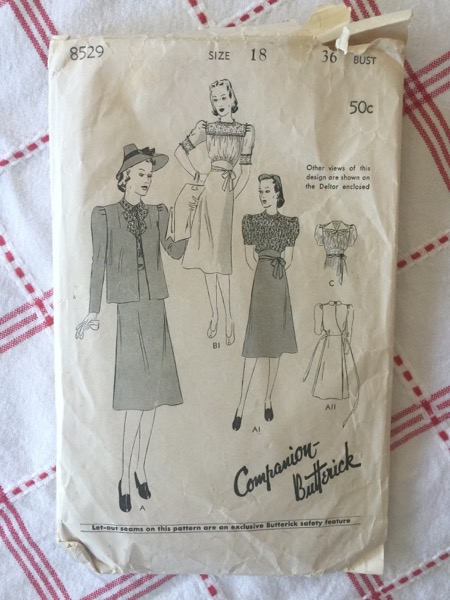 8529 SIZE 18 36 BUST
50c
Other views of this
design are shown on
the Deltor enclosed
B1
C
A1
A11
A
Companion-
Butterick
Let-out seams on this pattern are an exclusive Butterick safety feature